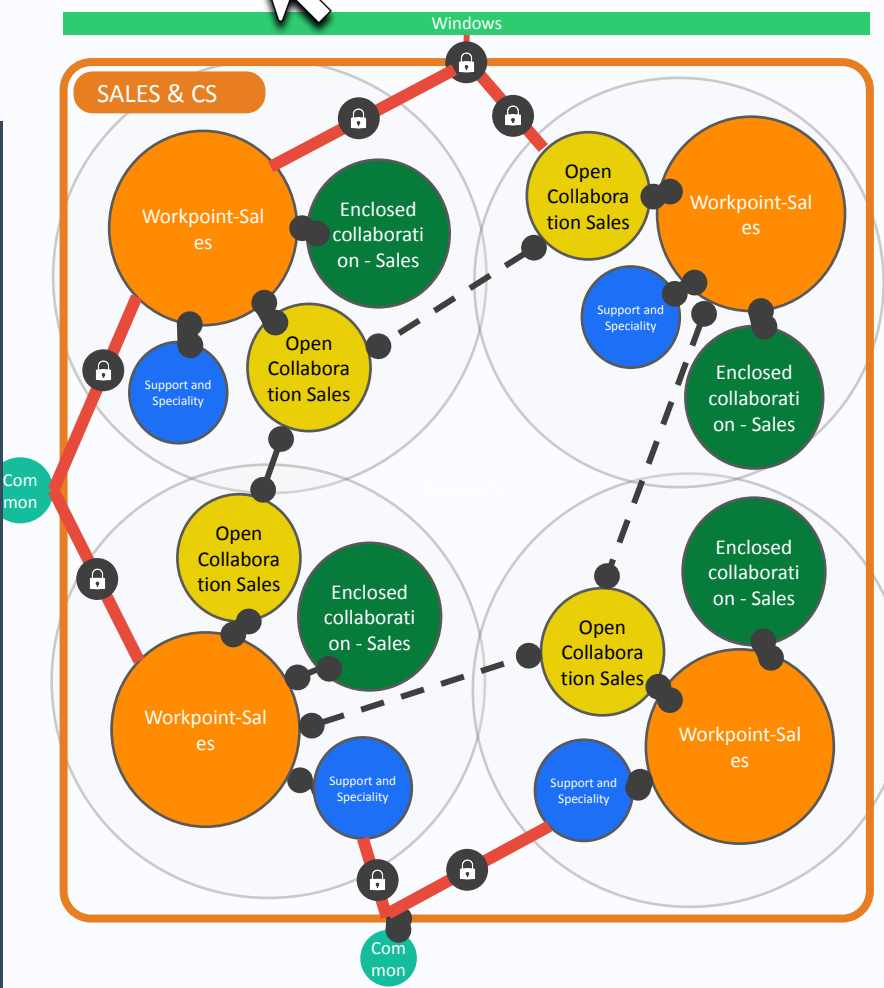 Windows
SALES & CS
Workpoint-Sal
es
Enclosed
collaborati
on - Sales
Open
Collabora
tion Sales
Support and
Speciality
Open
Collabora
tion Sales
Workpoint-Sal
es
Support and
Speciality
Enclosed
collaborati
on - Sales
Com
mon
Open
Collabora
tion Sales
Enclosed
collaborati
on - Sales
Workpoint-Sal
es
Support and
Speciality
Enclosed
collaborati
on - Sales
Open
Collabora
tion Sales
Workpoint-Sal
es
Support and
Speciality
Com
mon